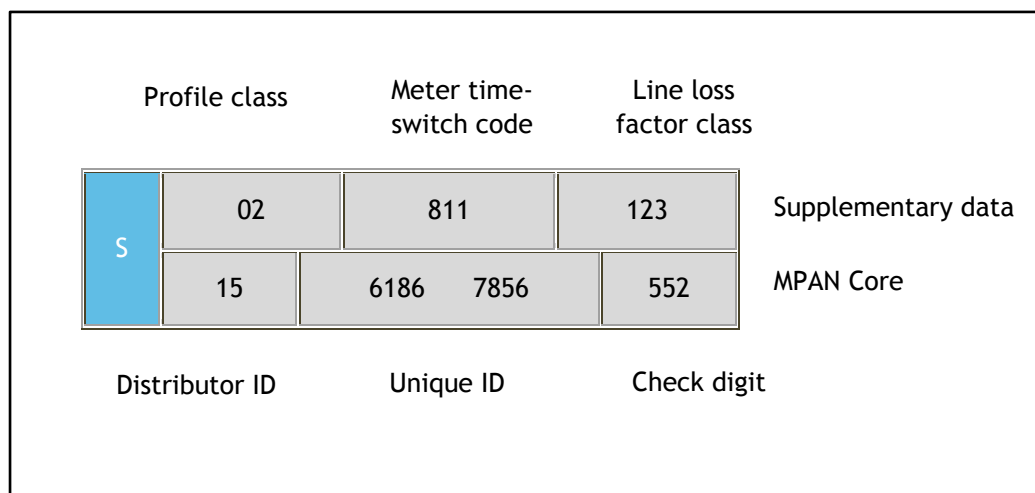 Profile class
Meter time-
switch code
Line loss
factor class
S
02
811
123
Supplementary data
15
6186 7856
552
MPAN Core
Distributor ID
Unique ID
Check digit